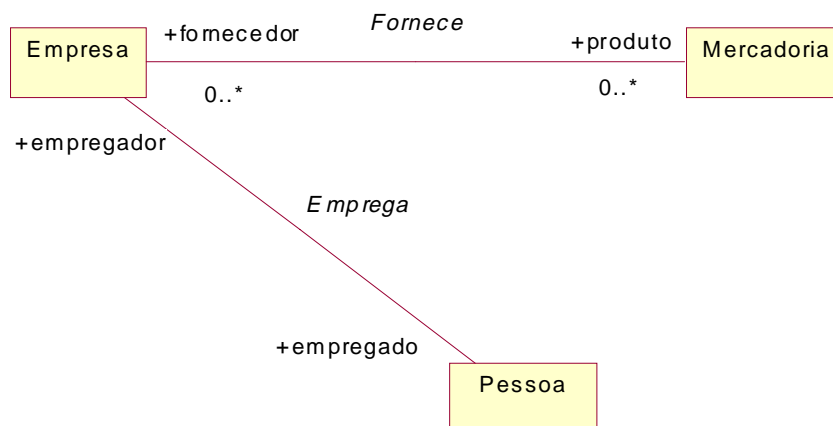 Fornece
+fornecedor
+produto
Empresa
Mercadoria
0..*
0..*
+empregador
Emprega
+empregado
Pessoa